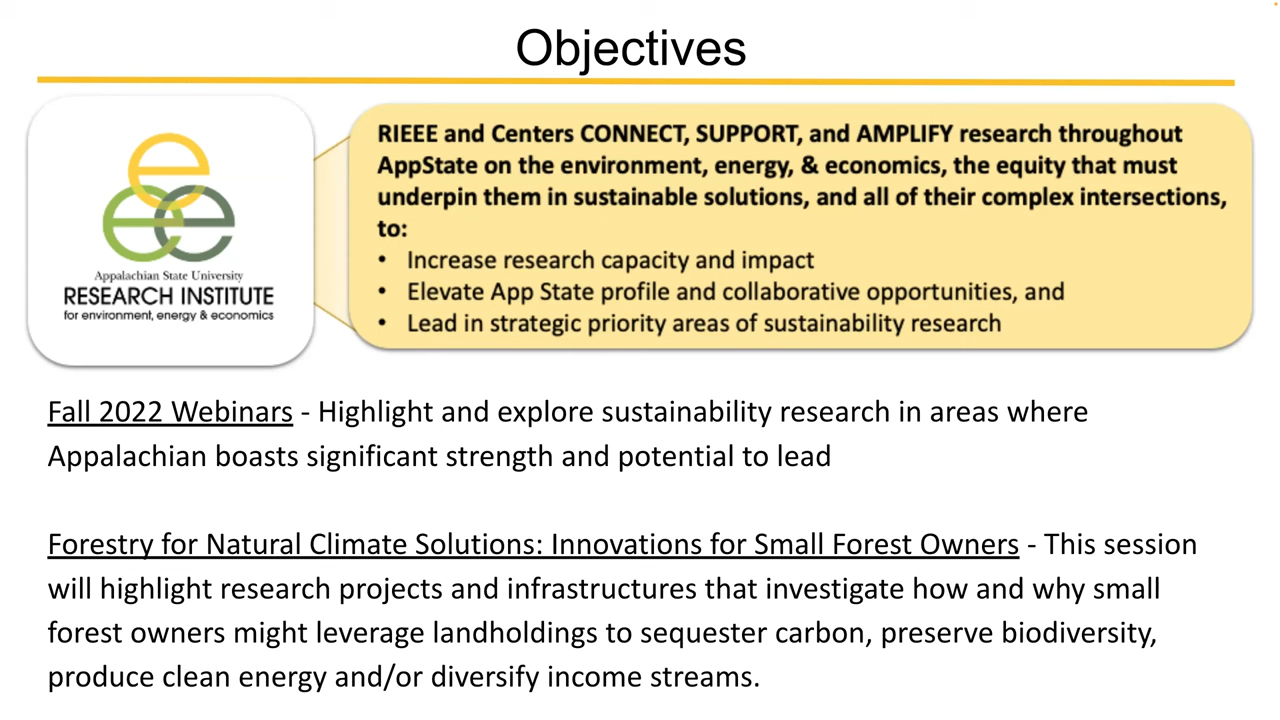 Objectives
Appalachian State University
RESEARCH INSTITUTE
for environment, energy & economics
RIEEE and Centers CONNECT, SUPPORT, and AMPLIFY research throughout
AppState on the environment, energy, & economics, the equity that must
underpin them in sustainable solutions, and all of their complex intersections,
to:
• Increase research capacity and impact
• Elevate App State profile and collaborative opportunities, and
• Lead in strategic priority areas of sustainability research
Fall 2022 Webinars - Highlight and explore sustainability research in areas where
Appalachian boasts significant strength and potential to lead
Forestry for Natural Climate Solutions: Innovations for Small Forest Owners - This session
will highlight research projects and infrastructures that investigate how and why small
forest owners might leverage landholdings to sequester carbon, preserve biodiversity,
produce clean energy and/or diversify income streams.